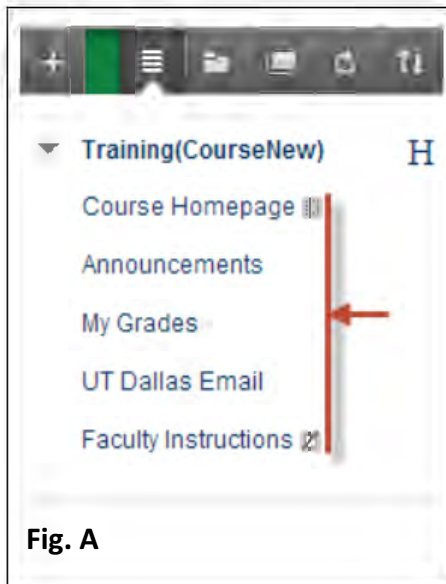 Training(CourseNew)
Course Homepage
Announcements
My Grades
UT Dallas Email
Faculty Instructions
Fig. A